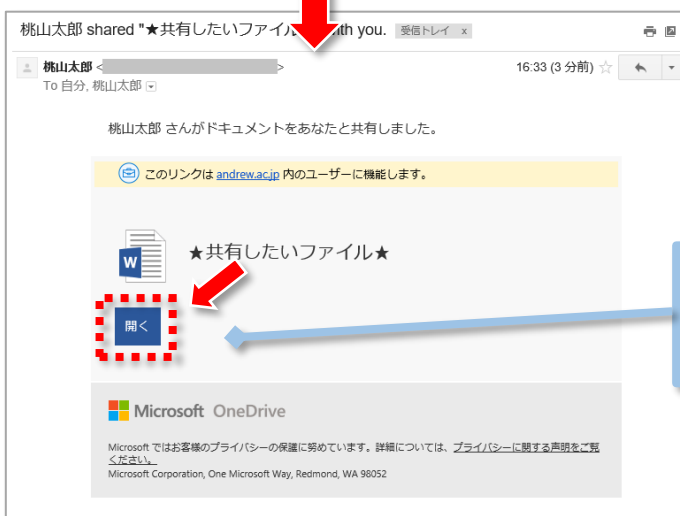 桃山太郎 shared "★共有したいファイル th you. 受信トレイ x
桃山太郎 < > 16:33 (3 分前)
To 自分, 桃山太郎
桃山太郎 さんがドキュメントをあなたと共有しました。
このリンクは andrew.ac.jp 内のユーザーに機能します。
W ★共有したいファイル★
開く
Microsoft OneDrive
Microsoft ではお客様のプライバシーの保護に努めています。詳細については、プライバシーに関する声明をご覧
ください。
Microsoft Corporation, One Microsoft Way, Redmond, WA 98052